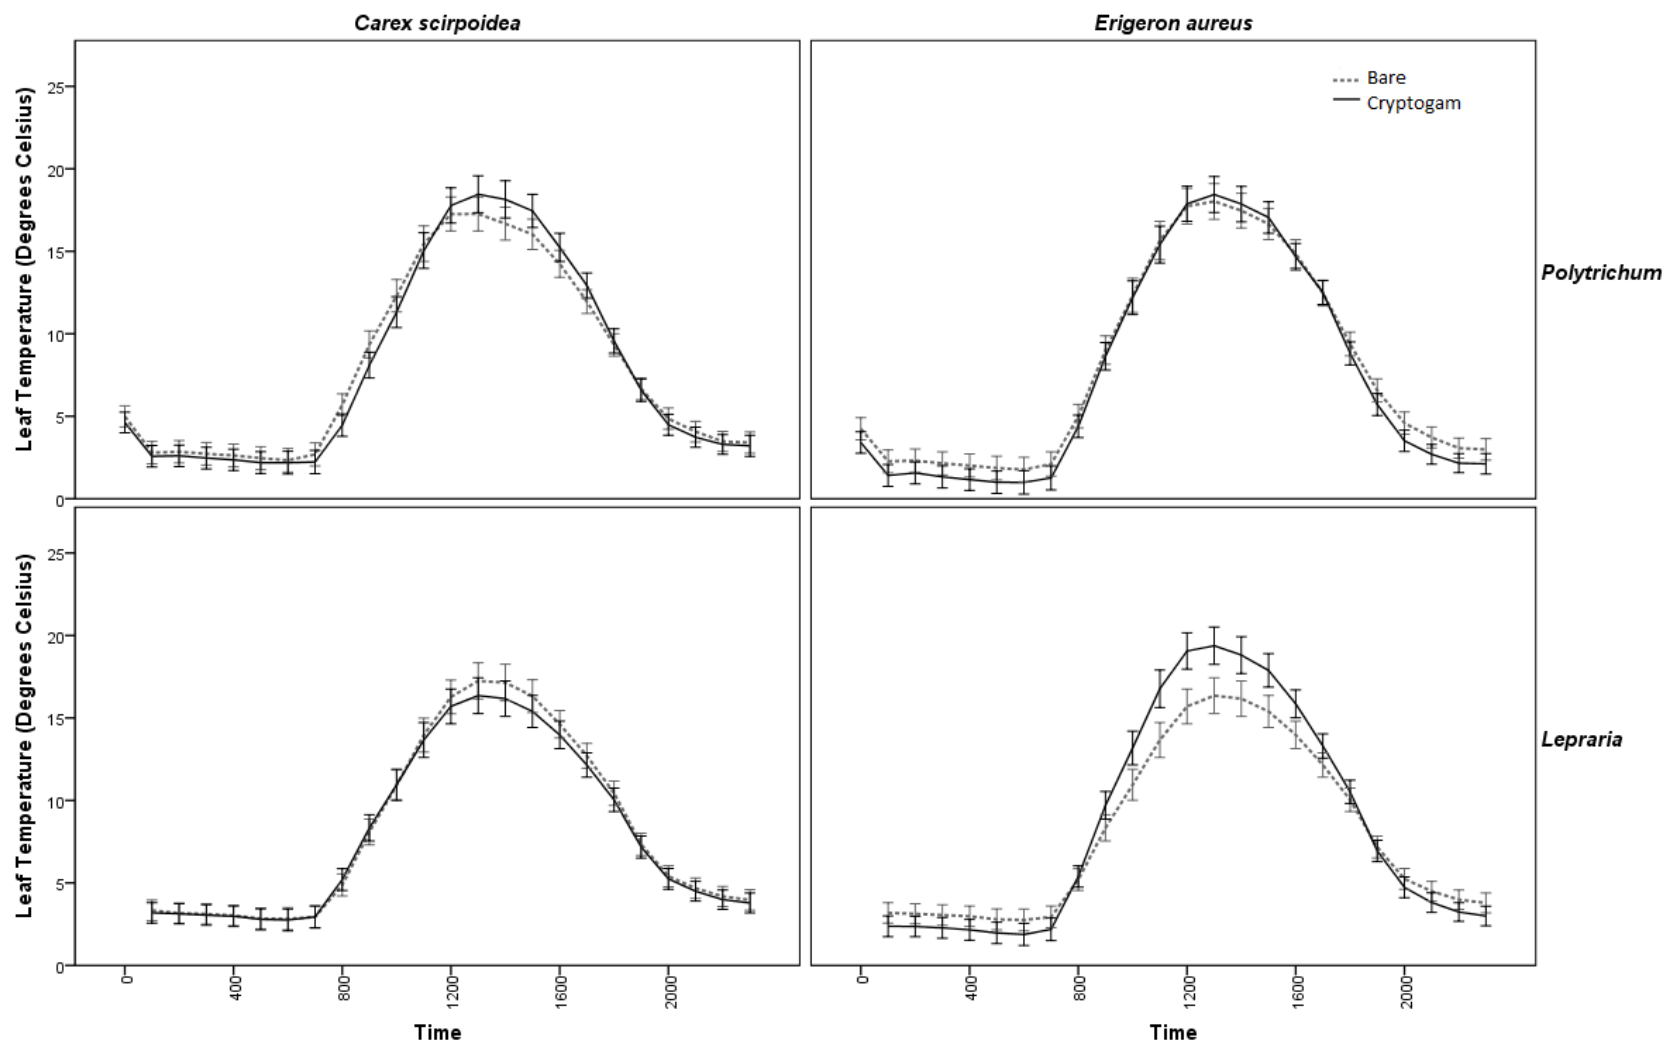 Carex scirpoidea
Erigeron aureus
Leaf Temperature (Degrees Celsius)
25
20
15
10
5
0
Bare
Cryptogam
Polytrichum
Leaf Temperature (Degrees Celsius)
25
20
15
10
5
0
Lepraria
0 400 800 1200 1600 2000
0 400 800 1200 1600 2000
Time
Time